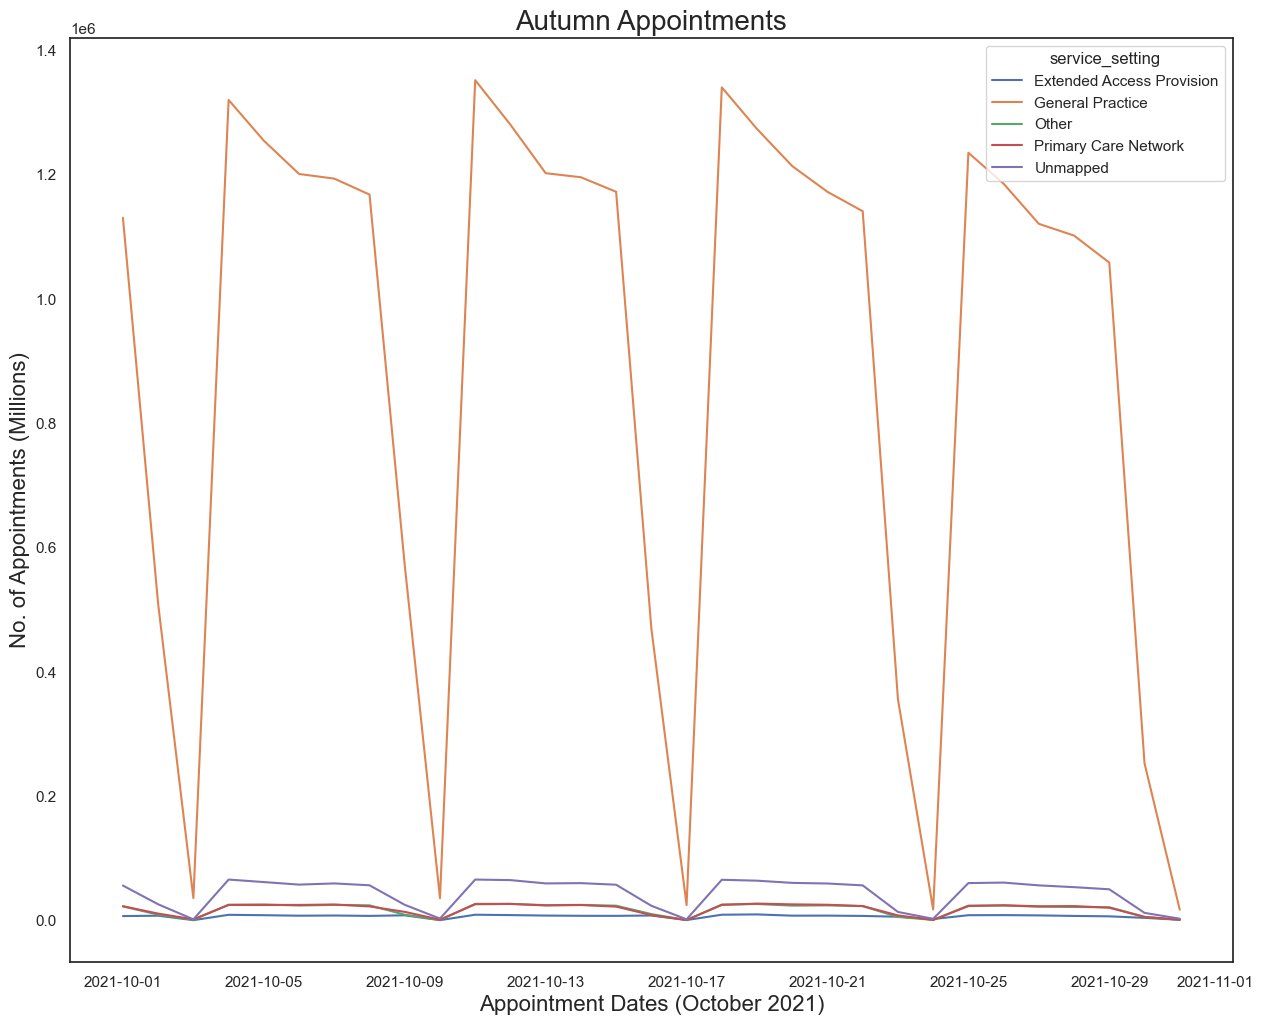 Autumn Appointments
1e6
1.4
1.2
1.0
0.8
0.6
0.4
0.2
0.0
No. of Appointments (Millions)
service_setting
Extended Access Provision
General Practice
Other
Primary Care Network
Unmapped
2021-10-01 2021-10-05 2021-10-09 2021-10-13 2021-10-17 2021-10-21 2021-10-25 2021-10-29 2021-11-01
Appointment Dates (October 2021)